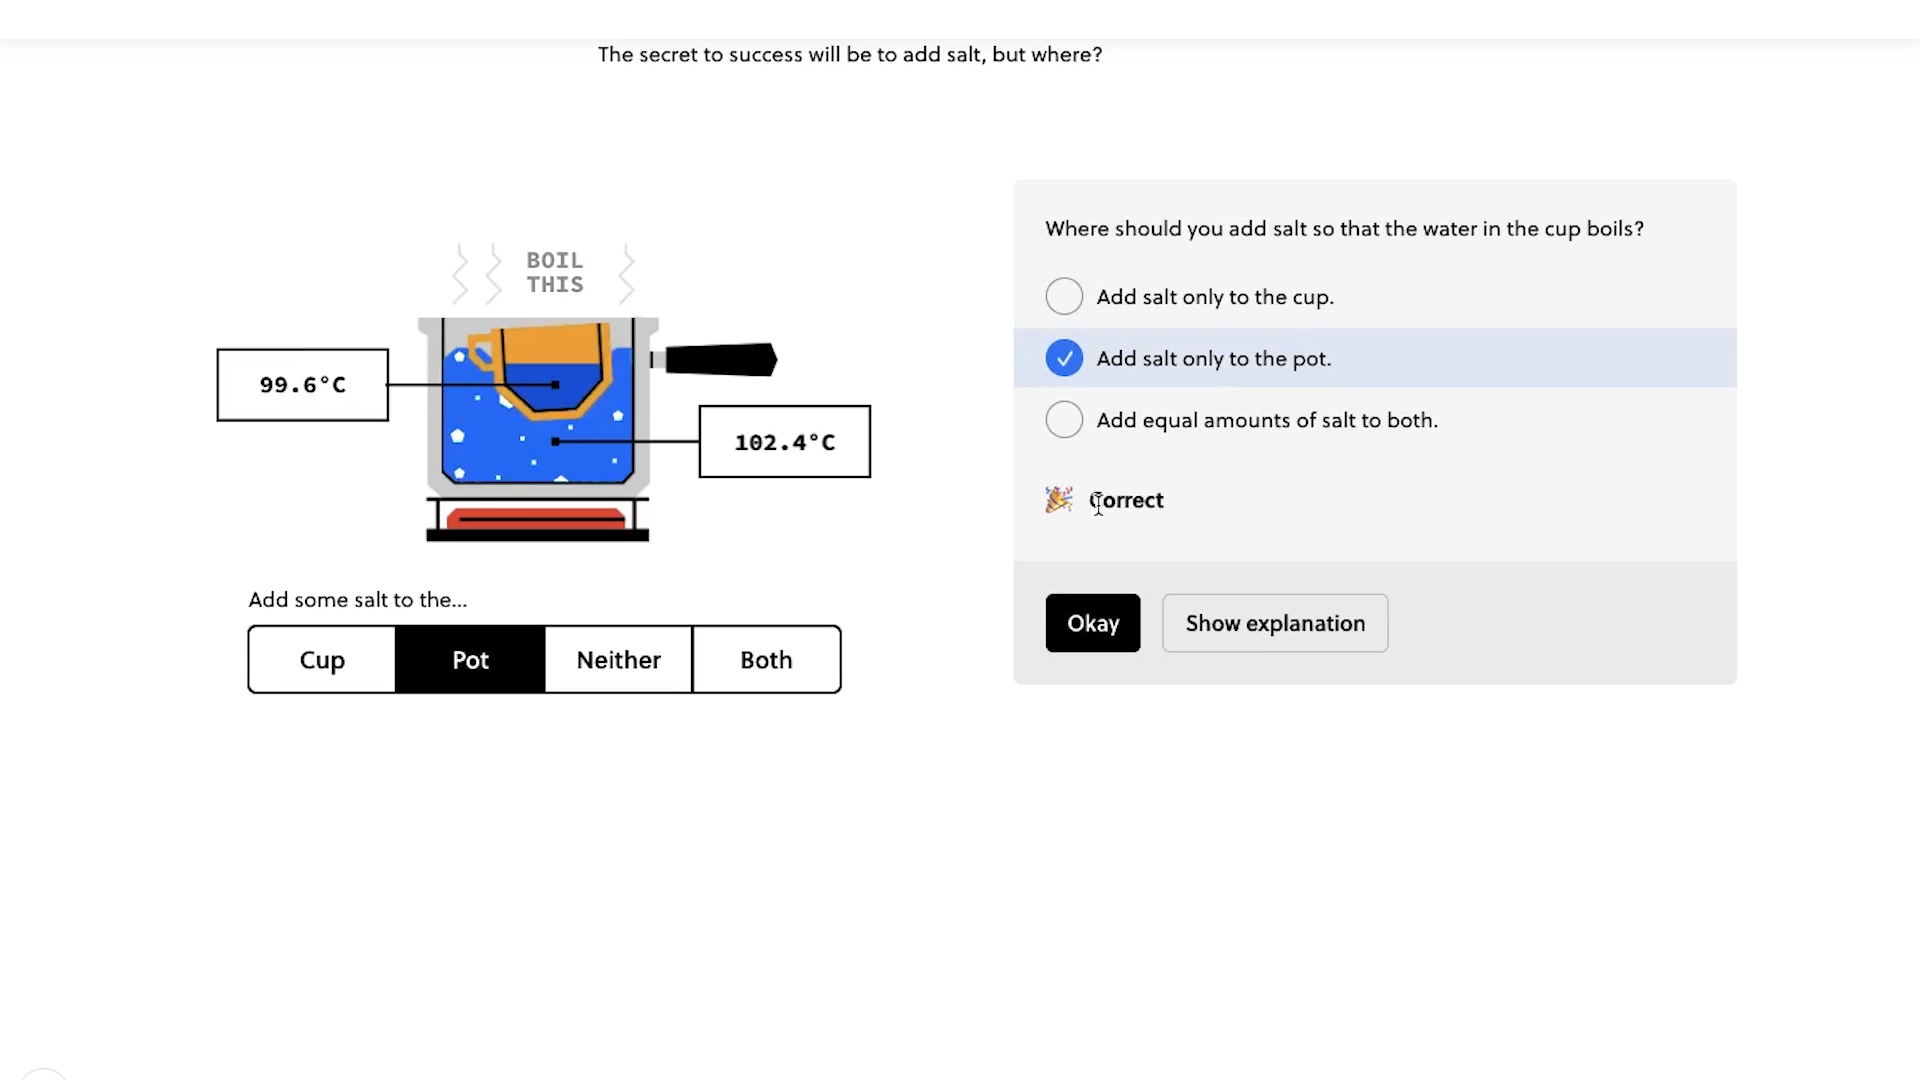 The secret to success will be to add salt, but where?
BOIL
THIS
99.6°C
102.4°C
Add some salt to the...
Cup
Pot
Neither
Both
Where should you add salt so that the water in the cup boils?
Add salt only to the cup.
Add salt only to the pot.
Add equal amounts of salt to both.
Correct
Okay
Show explanation